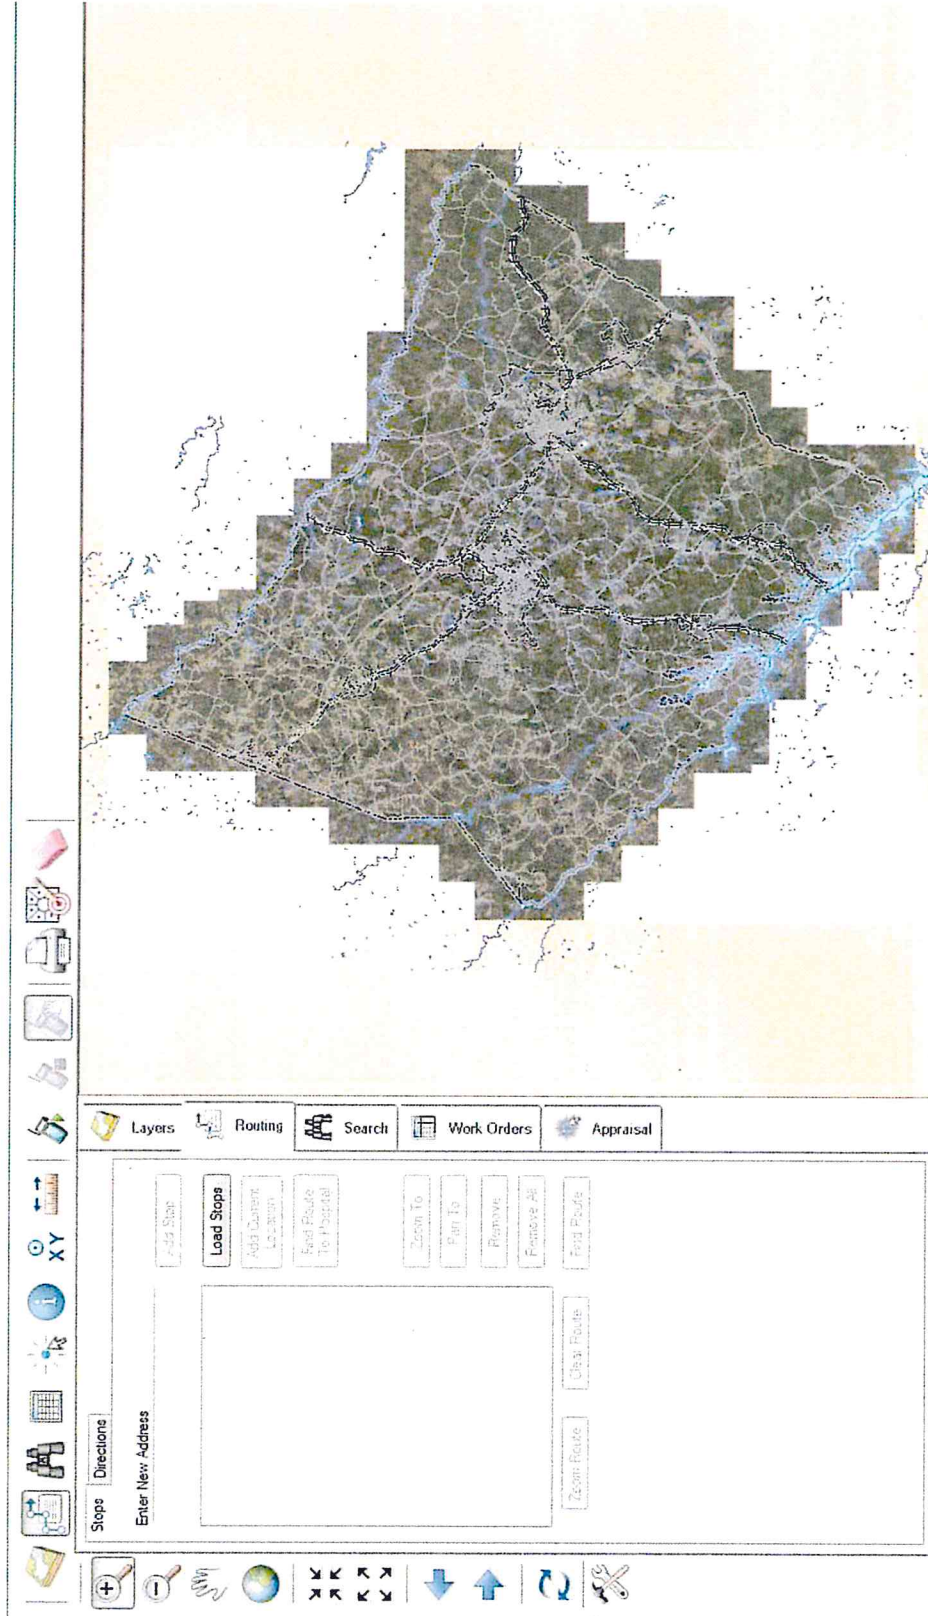 XY
Layers
Routing
Search
Work Orders
Appraisal
Stops
Directions
Enter New Address
Add Stop
Load Stops
Add Current
Location
Find Route
To Hospital
Zoom To
Pan To
Remove
Remove All
Zoom Route
Clear Route
Find Route